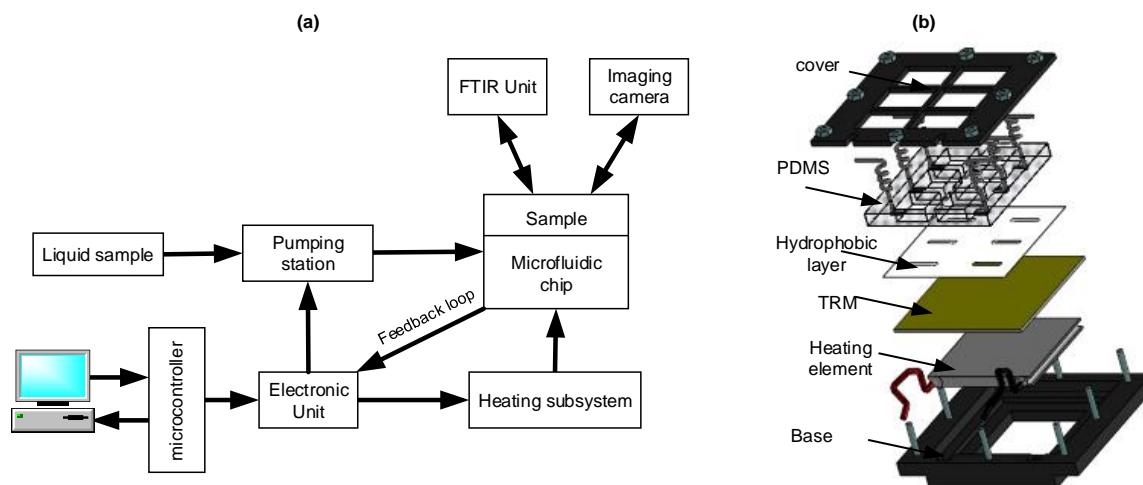 (a)
FTIR Unit
Imaging
camera
Sample
Microfluidic
chip
Liquid sample
Pumping
station
Feedback loop
microcontroller
Electronic
Unit
Heating subsystem
(b)
cover
PDMS
Hydrophobic
layer
TRM
Heating
element
Base